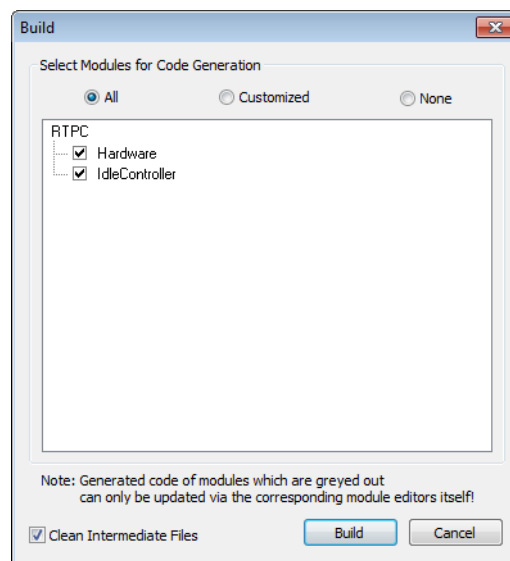 Build
Select Modules for Code Generation
All Customized None
RTPC
Hardware
IdleController
Note: Generated code of modules which are greyed out
can only be updated via the corresponding module editors itself!
Clean Intermediate Files Build Cancel